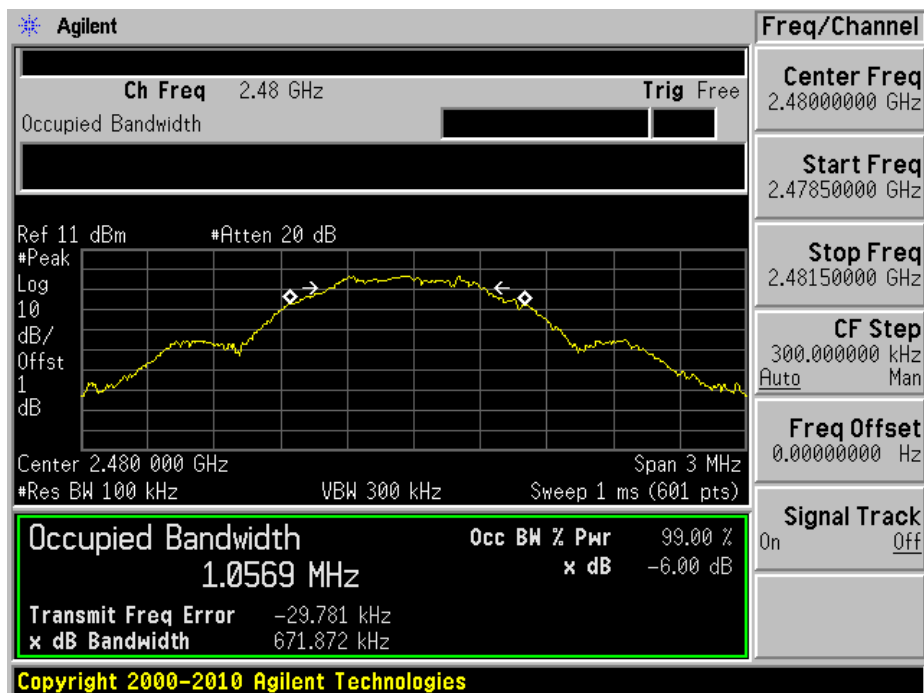 Agilent
Freq/Channel
Ch Freq 2.48 GHz Trig Free
Occupied Bandwidth
Center Freq
2.48000000 GHz
Start Freq
2.47850000 GHz
Stop Freq
2.48150000 GHz
CF Step
300.000000 kHz
Auto Man
Freq Offset
0.00000000 Hz
Signal Track
On Off
Ref 11 dBm #Atten 20 dB
#Peak
Log
10
dB/
Offst
1
dB
Center 2.480 000 GHz Span 3 MHz
#Res BW 100 kHz VBW 300 kHz Sweep 1 ms (601 pts)
Occupied Bandwidth
1.0569 MHz
Occ BW % Pwr 99.00 %
x dB -6.00 dB
Transmit Freq Error -29.781 kHz
x dB Bandwidth 671.872 kHz
Copyright 2000-2010 Agilent Technologies